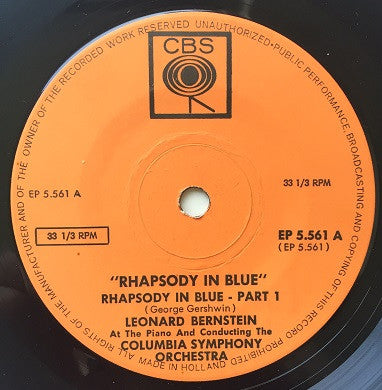 ALL RIGHTS OF THE MANUFACTURER AND OF THE OWNER OF THE RECORDED WORK RESERVED UNAUTHORIZED·PUBLIC PERFORMANCE, BROADCASTING AND COPYING OF THIS RECORD PROHIBITED
CBS
EP 5.561 A
33 1/3 RPM
33 1/3 RPM
EP 5.561 A
(EP 5.561)
"RHAPSODY IN BLUE"
RHAPSODY IN BLUE - PART 1
(George Gershwin)
LEONARD BERNSTEIN
At The Piano And Conducting The
COLUMBIA SYMPHONY
ORCHESTRA
MADE IN HOLLAND